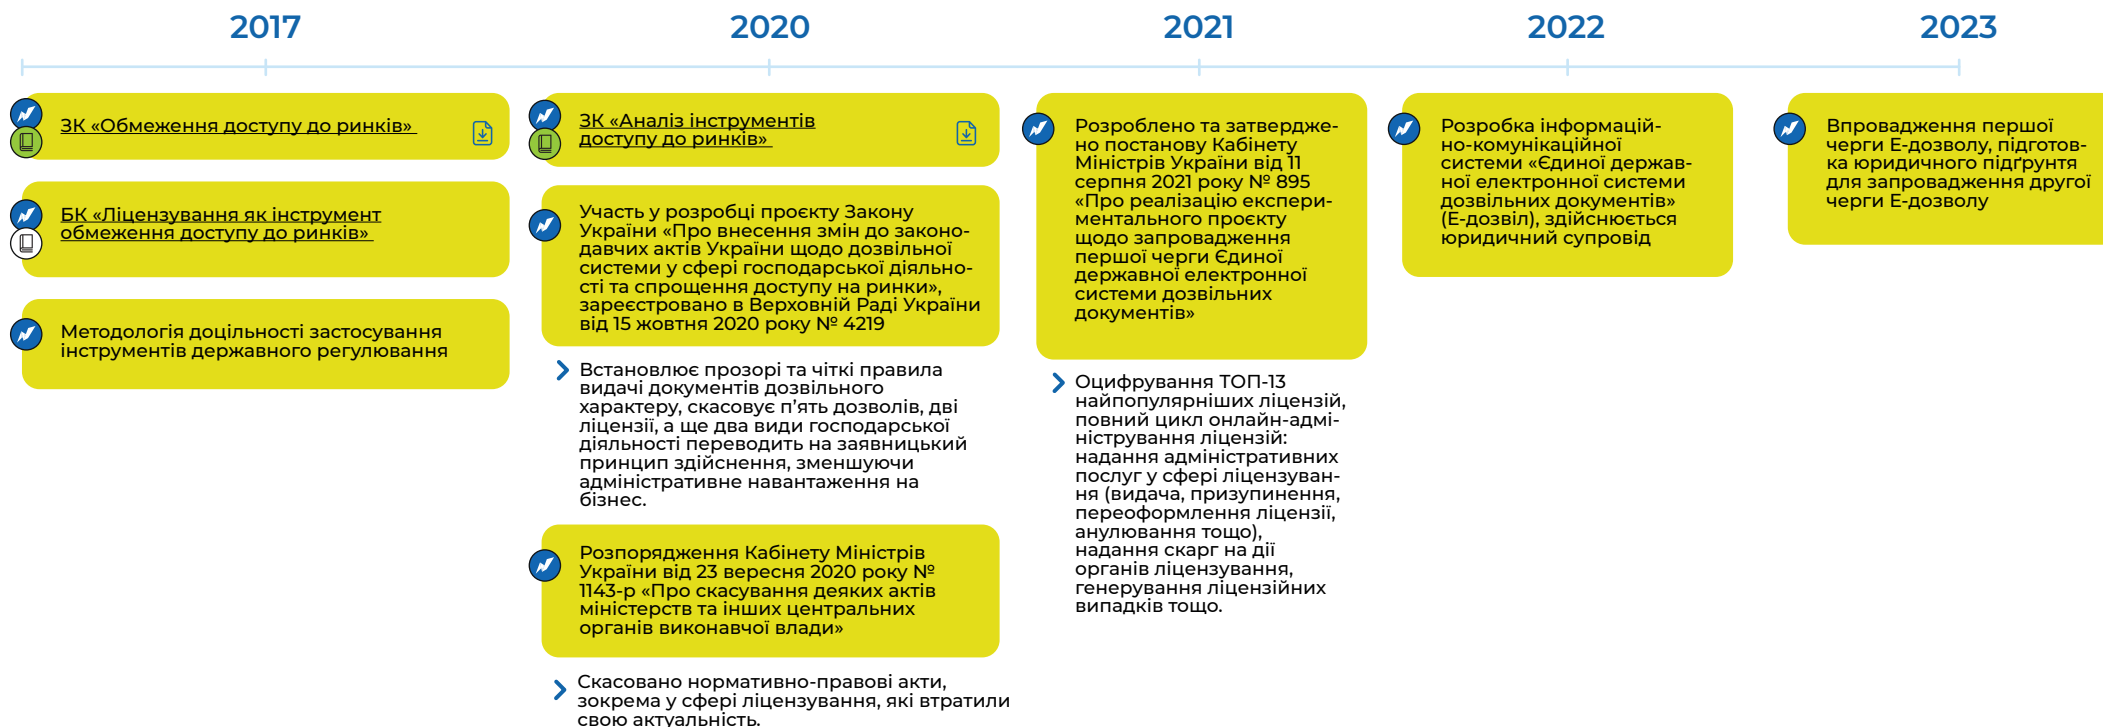 2017
2020
2021
2022
2023
ЗК «Обмеження доступу до ринків»
БК «Ліцензування як інструмент
обмеження доступу до ринків»
Методологія доцільності застосування
інструментів державного регулювання
ЗК «Аналіз інструментів
доступу до ринків»
Участь у розробці проєкту Закону
України «Про внесення змін до законо-
давчих актів України щодо дозвільної
системи у сфері господарської діяльно-
сті та спрощення доступу на ринки»,
зареєстровано в Верховній Раді України
від 15 жовтня 2020 року № 4219
Встановлює прозорі та чіткі правила
видачі документів дозвільного
характеру, скасовує п’ять дозволів, дві
ліцензії, а ще два види господарської
діяльності переводить на заявницький
принцип здійснення, зменшуючи
адміністративне навантаження на
бізнес.
Розпорядження Кабінету Міністрів
України від 23 вересня 2020 року №
1143-р «Про скасування деяких актів
міністерств та інших центральних
органів виконавчої влади»
Скасовано нормативно-правові акти,
зокрема у сфері ліцензування, які втратили
свою актуальність.
Розроблено та затвердже-
но постанову Кабінету
Міністрів України від 11
серпня 2021 року № 895
«Про реалізацію експери-
ментального проєкту
щодо запровадження
першої черги Єдиної
державної електронної
системи дозвільних
документів»
Оцифрування ТОП-13
найпопулярніших ліцензій,
повний цикл онлайн-адмі-
ністрування ліцензій:
надання адміністративних
послуг у сфері ліцензуван-
ня (видача, призупинення,
переоформлення ліцензії,
анулювання тощо),
надання скарг на дії
органів ліцензування,
генерування ліцензійних
випадків тощо.
Розробка інформацій-
но-комунікаційної
системи «Єдиної держав-
ної електронної системи
дозвільних документів»
(Е-дозвіл), здійснюється
юридичний супровід
Впровадження першої
черги Е-дозволу, підготов-
ка юридичного підґрунтя
для запровадження другої
черги Е-дозволу